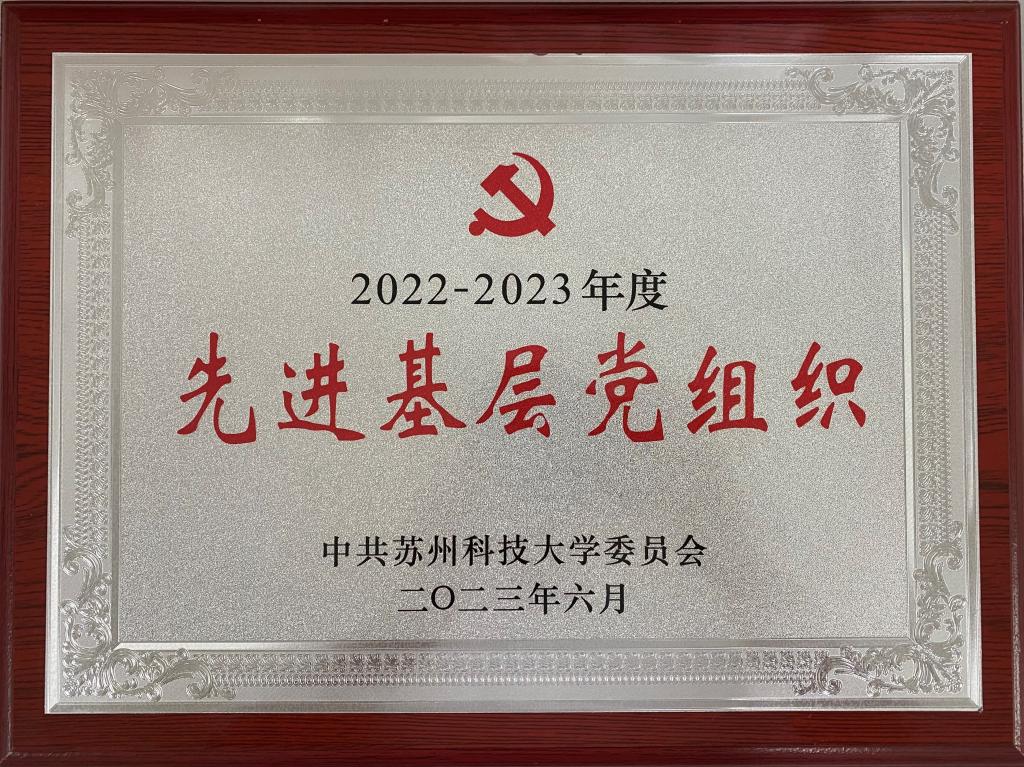 2022-2023年度
先进基层党组织
中共苏州科技大学委员会
二〇二三年六月